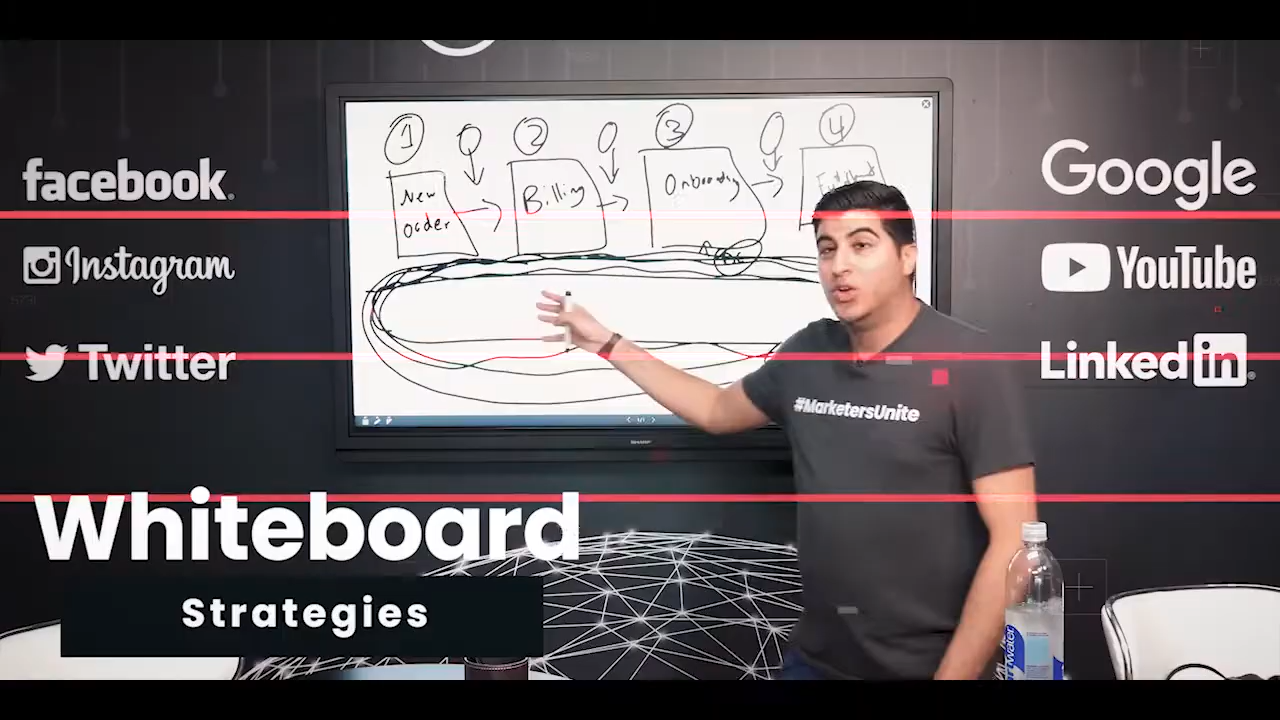 1 2 3 4
New
order
Billing
Onboarding
facebook.
Instagram
Twitter
Google
YouTube
Linked in
SHARP
#MarketersUnite
Whiteboard
Strategies
water